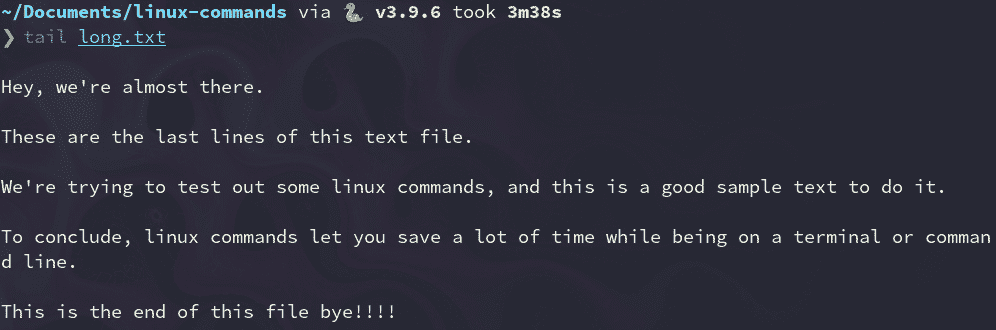 ~/Documents/linux-commands via 🐍 v3.9.6 took 3m38s
❯ tail long.txt
Hey, we're almost there.
These are the last lines of this text file.
We're trying to test out some linux commands, and this is a good sample text to do it.
To conclude, linux commands let you save a lot of time while being on a terminal or comman
d line.
This is the end of this file bye!!!!